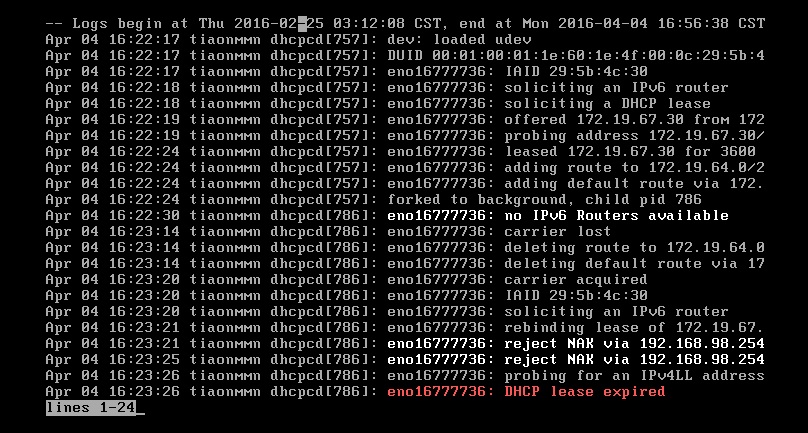 -- Logs begin at Thu 2016-02-25 03:12:08 CST, end at Mon 2016-04-04 16:56:38 CST
Apr 04 16:22:17 tiaonmmn dhcpcd[757]: dev: loaded udev
Apr 04 16:22:17 tiaonmmn dhcpcd[757]: DUID 00:01:00:01:1e:60:1e:4f:00:0c:29:5b:4
Apr 04 16:22:17 tiaonmmn dhcpcd[757]: eno16777736: IAID 29:5b:4c:30
Apr 04 16:22:18 tiaonmmn dhcpcd[757]: eno16777736: soliciting an IPv6 router
Apr 04 16:22:18 tiaonmmn dhcpcd[757]: eno16777736: soliciting a DHCP lease
Apr 04 16:22:19 tiaonmmn dhcpcd[757]: eno16777736: offered 172.19.67.30 from 172
Apr 04 16:22:19 tiaonmmn dhcpcd[757]: eno16777736: probing address 172.19.67.30/
Apr 04 16:22:24 tiaonmmn dhcpcd[757]: eno16777736: leased 172.19.67.30 for 3600
Apr 04 16:22:24 tiaonmmn dhcpcd[757]: eno16777736: adding route to 172.19.64.0/2
Apr 04 16:22:24 tiaonmmn dhcpcd[757]: eno16777736: adding default route via 172.
Apr 04 16:22:24 tiaonmmn dhcpcd[757]: forked to background, child pid 786
Apr 04 16:22:30 tiaonmmn dhcpcd[786]: eno16777736: no IPv6 Routers available
Apr 04 16:23:14 tiaonmmn dhcpcd[786]: eno16777736: carrier lost
Apr 04 16:23:14 tiaonmmn dhcpcd[786]: eno16777736: deleting route to 172.19.64.0
Apr 04 16:23:14 tiaonmmn dhcpcd[786]: eno16777736: deleting default route via 17
Apr 04 16:23:20 tiaonmmn dhcpcd[786]: eno16777736: carrier acquired
Apr 04 16:23:20 tiaonmmn dhcpcd[786]: eno16777736: IAID 29:5b:4c:30
Apr 04 16:23:20 tiaonmmn dhcpcd[786]: eno16777736: soliciting an IPv6 router
Apr 04 16:23:21 tiaonmmn dhcpcd[786]: eno16777736: rebinding lease of 172.19.67.
Apr 04 16:23:21 tiaonmmn dhcpcd[786]: eno16777736: reject NAK via 192.168.98.254
Apr 04 16:23:25 tiaonmmn dhcpcd[786]: eno16777736: reject NAK via 192.168.98.254
Apr 04 16:23:26 tiaonmmn dhcpcd[786]: eno16777736: probing for an IPv4LL address
Apr 04 16:23:26 tiaonmmn dhcpcd[786]: eno16777736: DHCP lease expired
lines 1-24